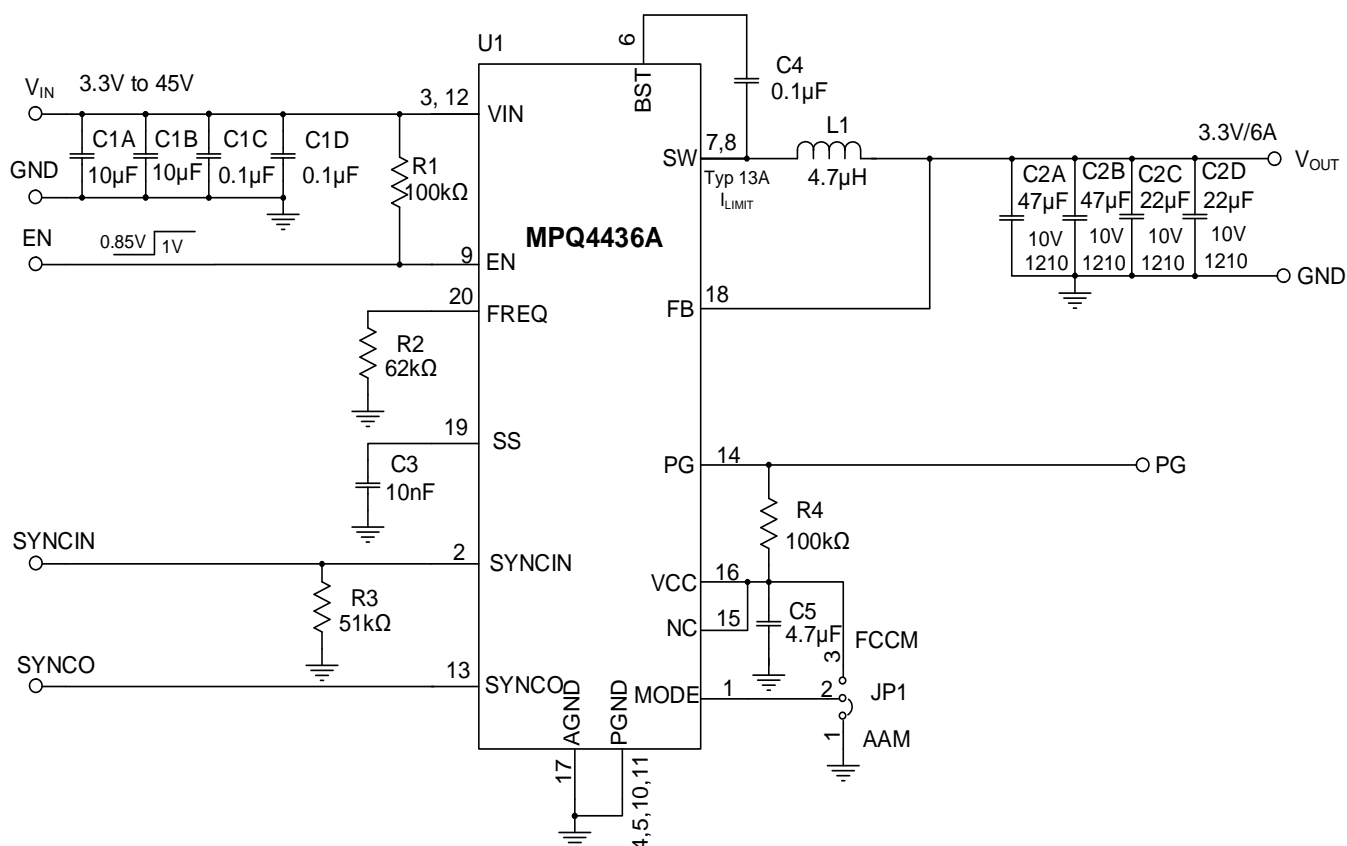 U1
V_IN 3.3V to 45V
3, 12
VIN
C1A
10μF
C1B
10μF
C1C
0.1μF
C1D
0.1μF
GND
R1
100kΩ
EN
0.85V
1V
9
EN
20
FREQ
R2
62kΩ
19
SS
C3
10nF
SYNCIN
2
SYNCIN
R3
51kΩ
SYNCO
13
SYNCO
MPQ4436A
6
BST
C4
0.1μF
7,8
SW
Typ 13A
I_LIMIT
L1
4.7μH
3.3V/6A
V_OUT
C2A
47μF
10V
1210
C2B
47μF
10V
1210
C2C
22μF
10V
1210
C2D
22μF
10V
1210
GND
18
FB
PG
14
PG
R4
100kΩ
VCC
16
NC
15
C5
4.7μF
FCCM
3
MODE
1
2
JP1
1
AAM
AGND
PGND
17
4,5,10,11